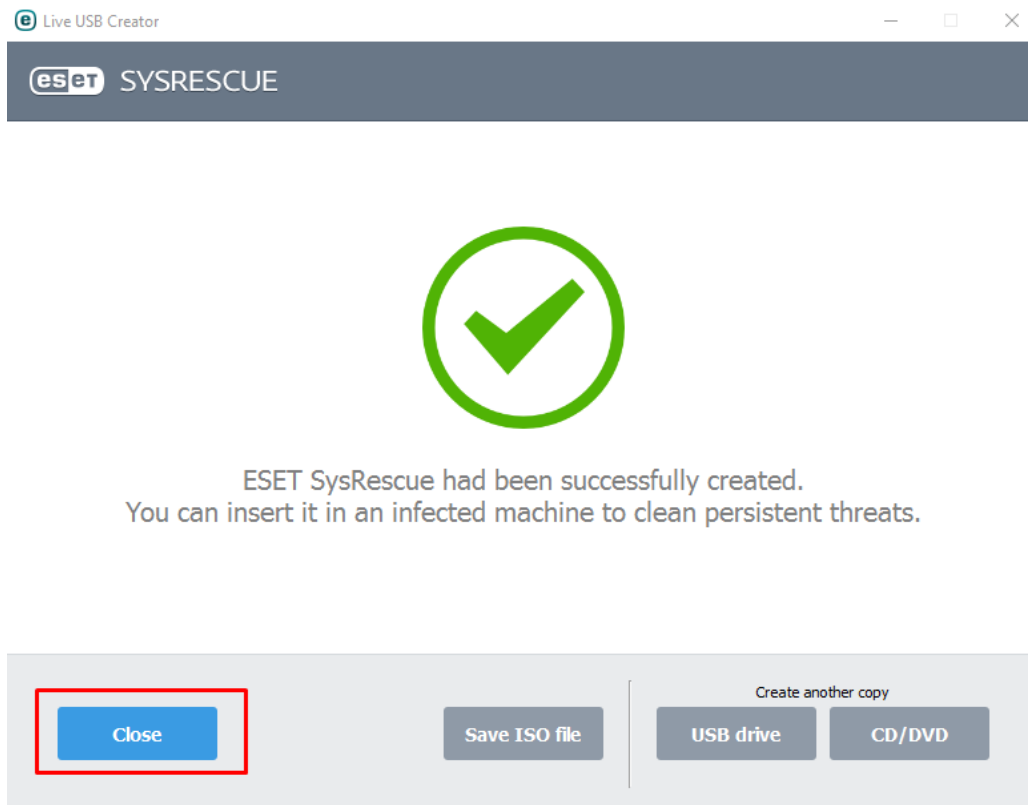 e Live USB Creator
eseT SYSRESCUE
ESET SysRescue had been successfully created.
You can insert it in an infected machine to clean persistent threats.
Create another copy
Close
Save ISO file
USB drive
CD/DVD